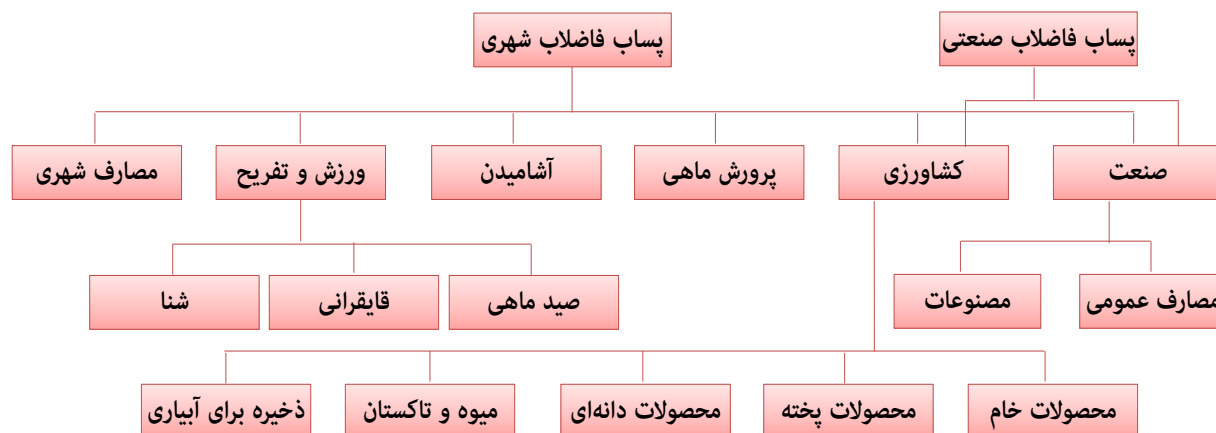 پساب فاضلاب صنعتی
پساب فاضلاب شهری
صنعت
کشاورزی
پرورش ماهی
آشامیدن
ورزش و تفریح
مصارف شهری
مصارف عمومی
مصنوعات
صید ماهی
قایقرانی
شنا
محصولات خام
محصولات پخته
محصولات دانه‌ای
میوه و تاکستان
ذخیره برای آبیاری